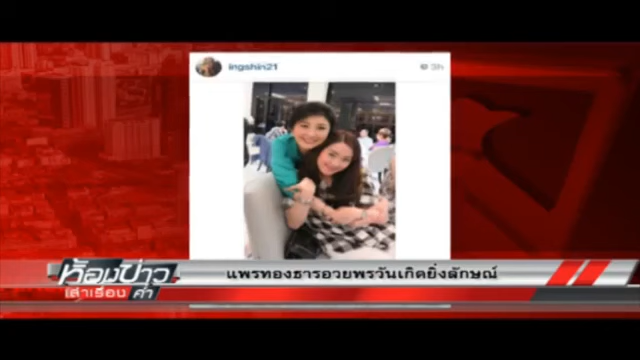 ingshin21
3h
แพรทองธารอวยพรวันเกิดยิ่งลักษณ์
ห้องข่าว
เล่าเรื่อง ค่ำ